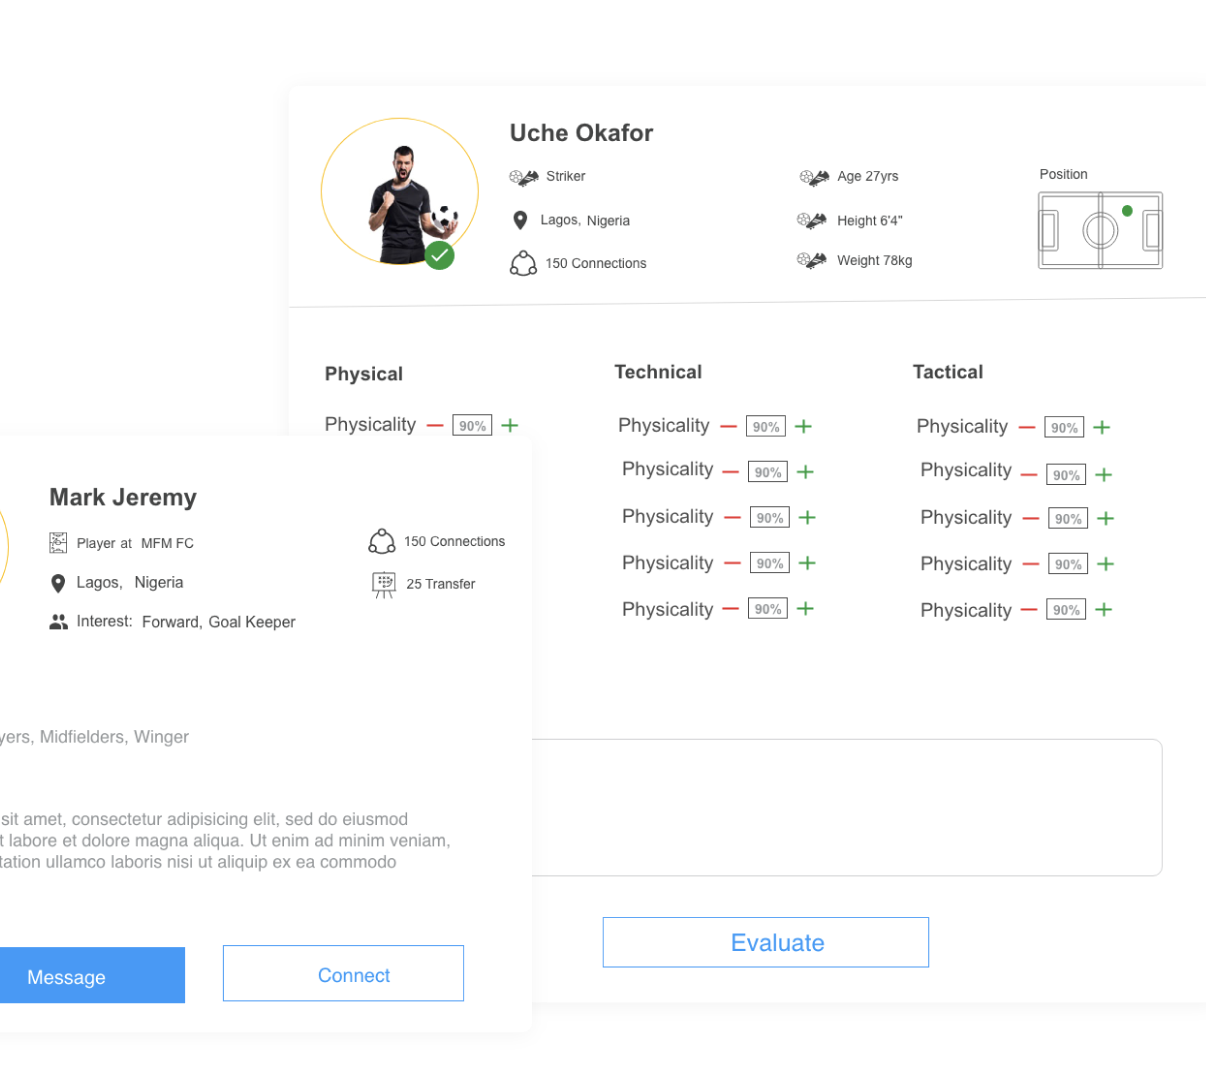 Uche Okafor
Striker
Age 27yrs
Position
Lagos, Nigeria
Height 6'4"
150 Connections
Weight 78kg
Physical
Technical
Tactical
Physicality 90%
Physicality 90%
Physicality 90%
Physicality 90%
Physicality 90%
Physicality 90%
Physicality 90%
Physicality 90%
Physicality 90%
Physicality 90%
Physicality 90%
Evaluate
Mark Jeremy
Player at MFM FC
150 Connections
Lagos, Nigeria
25 Transfer
Interest: Forward, Goal Keeper
yers, Midfielders, Winger
sit amet, consectetur adipisicing elit, sed do eiusmod
t labore et dolore magna aliqua. Ut enim ad minim veniam,
tation ullamco laboris nisi ut aliquip ex ea commodo
Message
Connect